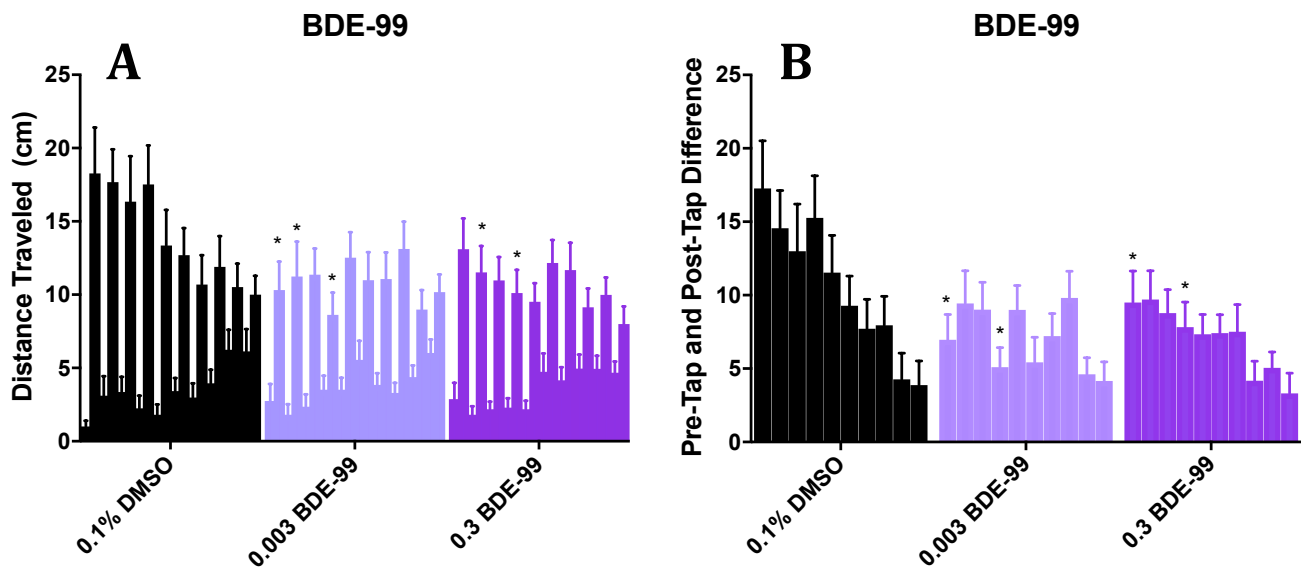 BDE-99
A
Distance Traveled (cm)
25
20
15
10
5
0
* * * * *
0.1% DMSO
0.003 BDE-99
0.3 BDE-99
BDE-99
B
Pre-Tap and Post-Tap Difference
25
20
15
10
5
0
* * * *
0.1% DMSO
0.003 BDE-99
0.3 BDE-99